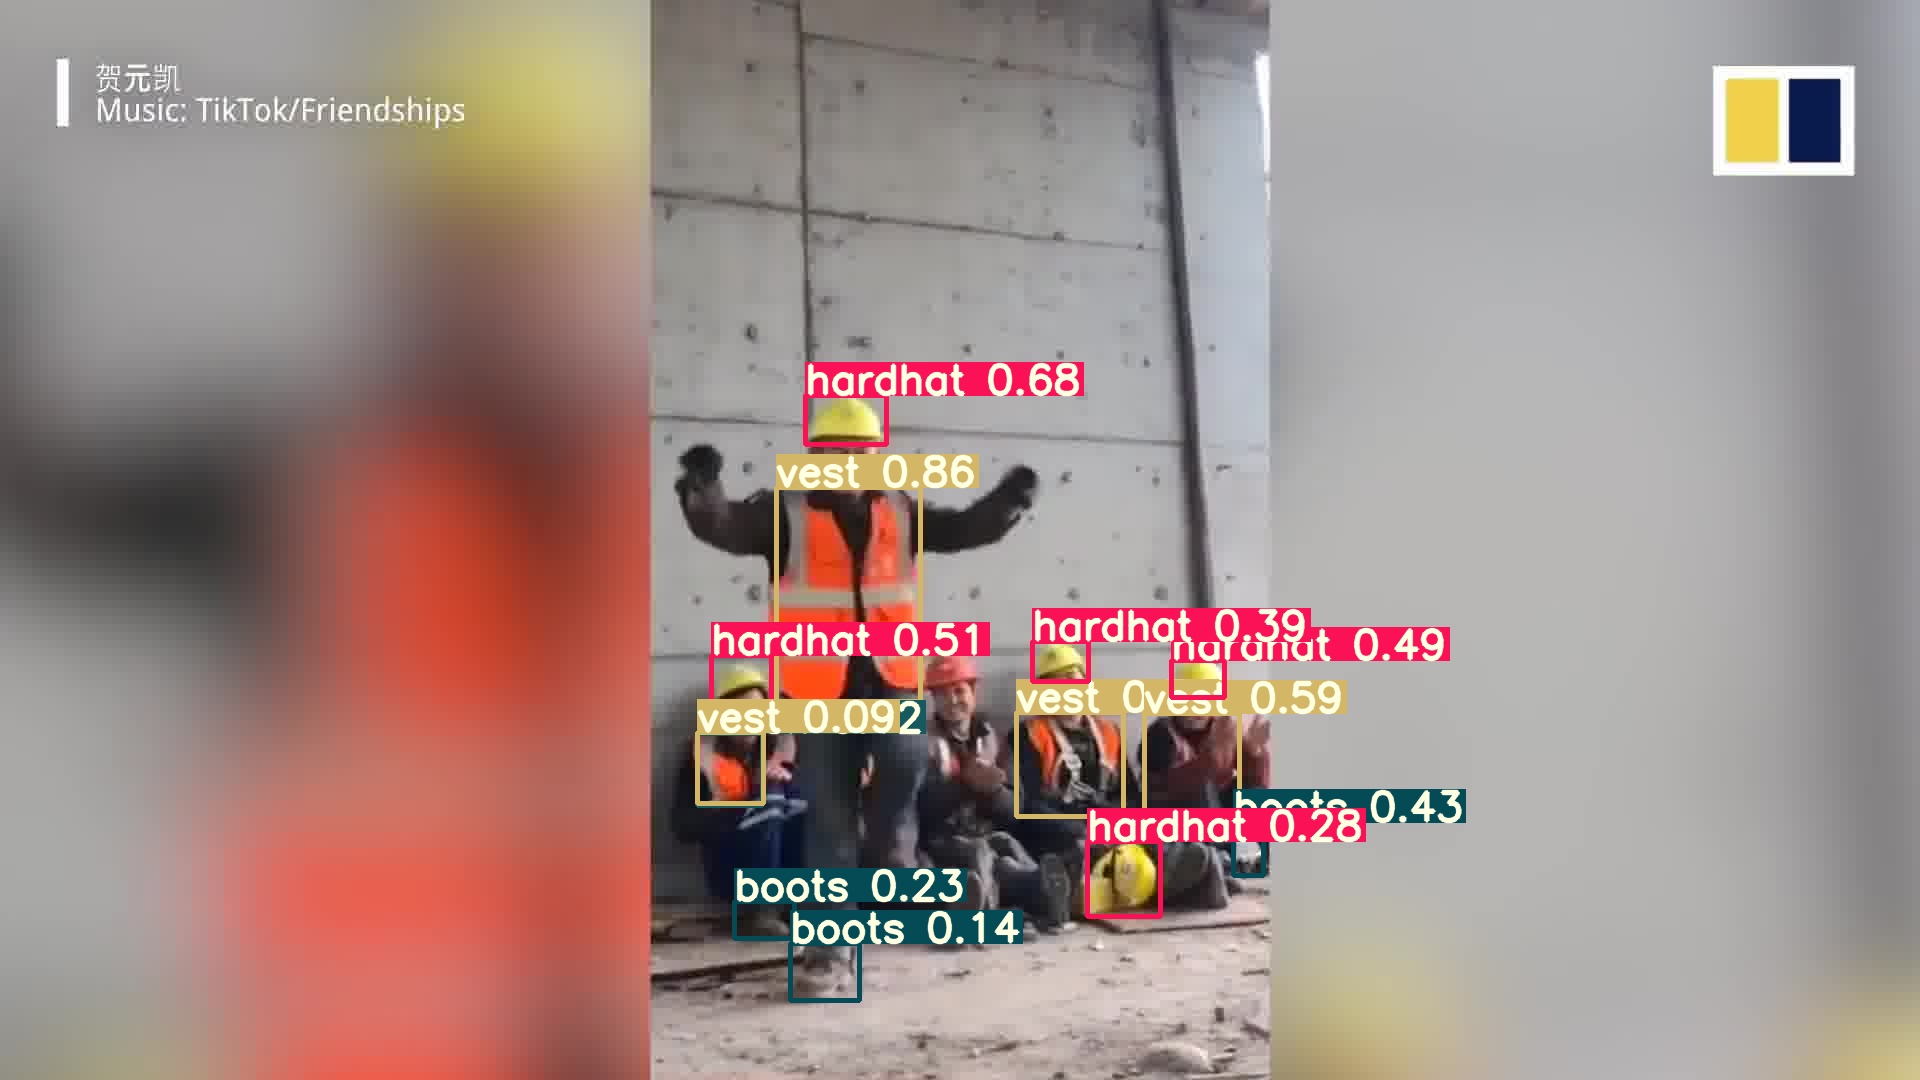 贺元凯
Music: TikTok/Friendships
hardhat 0.68
vest 0.86
hardhat 0.39
hardhat 0.51
hardhat 0.49
vest 0
vest 0.59
vest 0.092
boots 0.43
hardhat 0.28
boots 0.23
boots 0.14